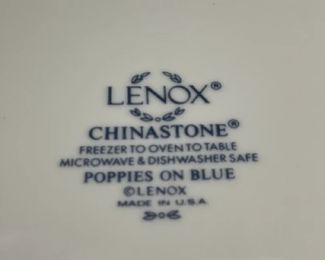 LENOX®
CHINASTONE®
FREEZER TO OVEN TO TABLE
MICROWAVE & DISHWASHER SAFE
POPPIES ON BLUE
©LENOX
MADE IN U.S.A.